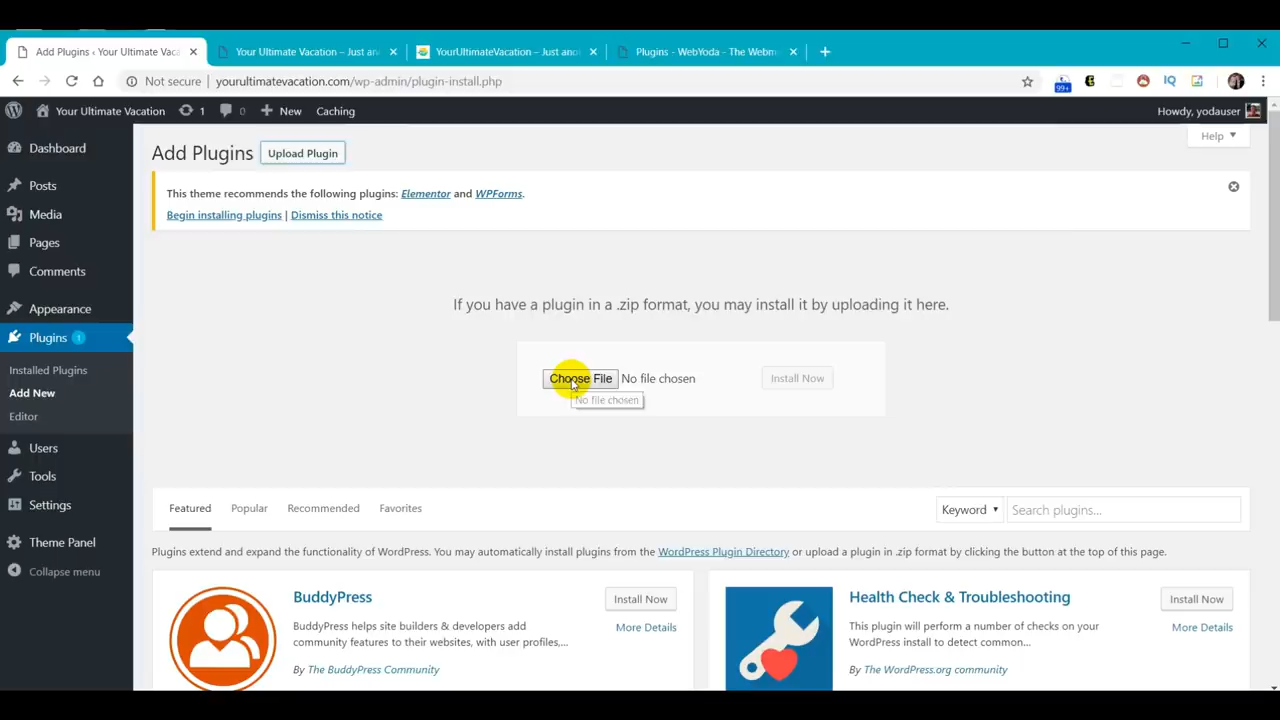 Add Plugins ‹ Your Ultimate Vaca
Your Ultimate Vacation – Just an
YourUltimateVacation – Just anot
Plugins - WebYoda - The Webm
Not secure
yourultimatevacation.com/wp-admin/plugin-install.php
99+
IQ
Your Ultimate Vacation
1
0
New
Caching
Howdy, yodauser
Dashboard
Posts
Media
Pages
Comments
Appearance
Plugins 1
Installed Plugins
Add New
Editor
Users
Tools
Settings
Theme Panel
Collapse menu
Help
Add Plugins
Upload Plugin
This theme recommends the following plugins: Elementor and WPForms.
Begin installing plugins | Dismiss this notice
If you have a plugin in a .zip format, you may install it by uploading it here.
Choose File No file chosen
Install Now
No file chosen
Featured
Popular
Recommended
Favorites
Keyword
Search plugins...
Plugins extend and expand the functionality of WordPress. You may automatically install plugins from the WordPress Plugin Directory or upload a plugin in .zip format by clicking the button at the top of this page.
BuddyPress
Install Now
More Details
BuddyPress helps site builders & developers add
community features to their websites, with user profiles,...
By The BuddyPress Community
Health Check & Troubleshooting
Install Now
More Details
This plugin will perform a number of checks on your
WordPress install to detect common...
By The WordPress.org community